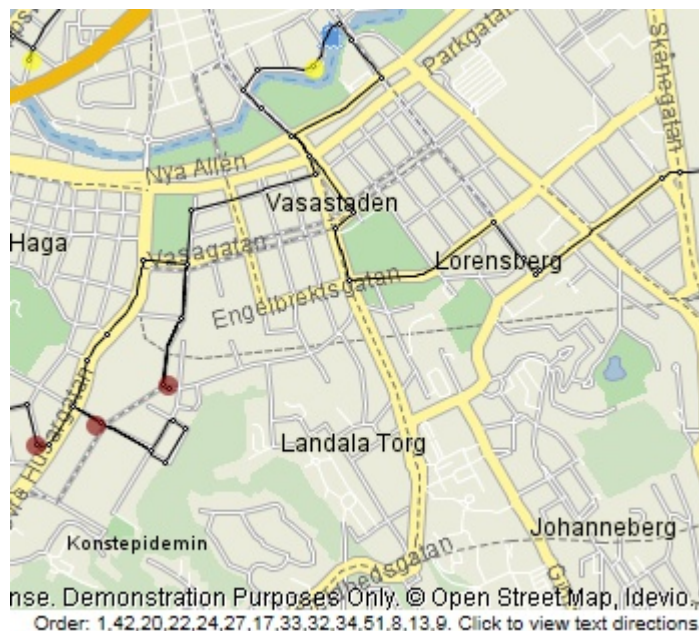 Parkgatan
Skånegatan
Nya Allén
Vasastaden
Haga
Vasagatan
Lorensberg
Engelbrektsgatan
Landala Torg
Johanneberg
Konstepidemin
nse. Demonstration Purposes Only. © Open Street Map, Idevio.
Order: 1,42,20,22,24,27,17,33,32,34,51,8,13,9. Click to view text directions